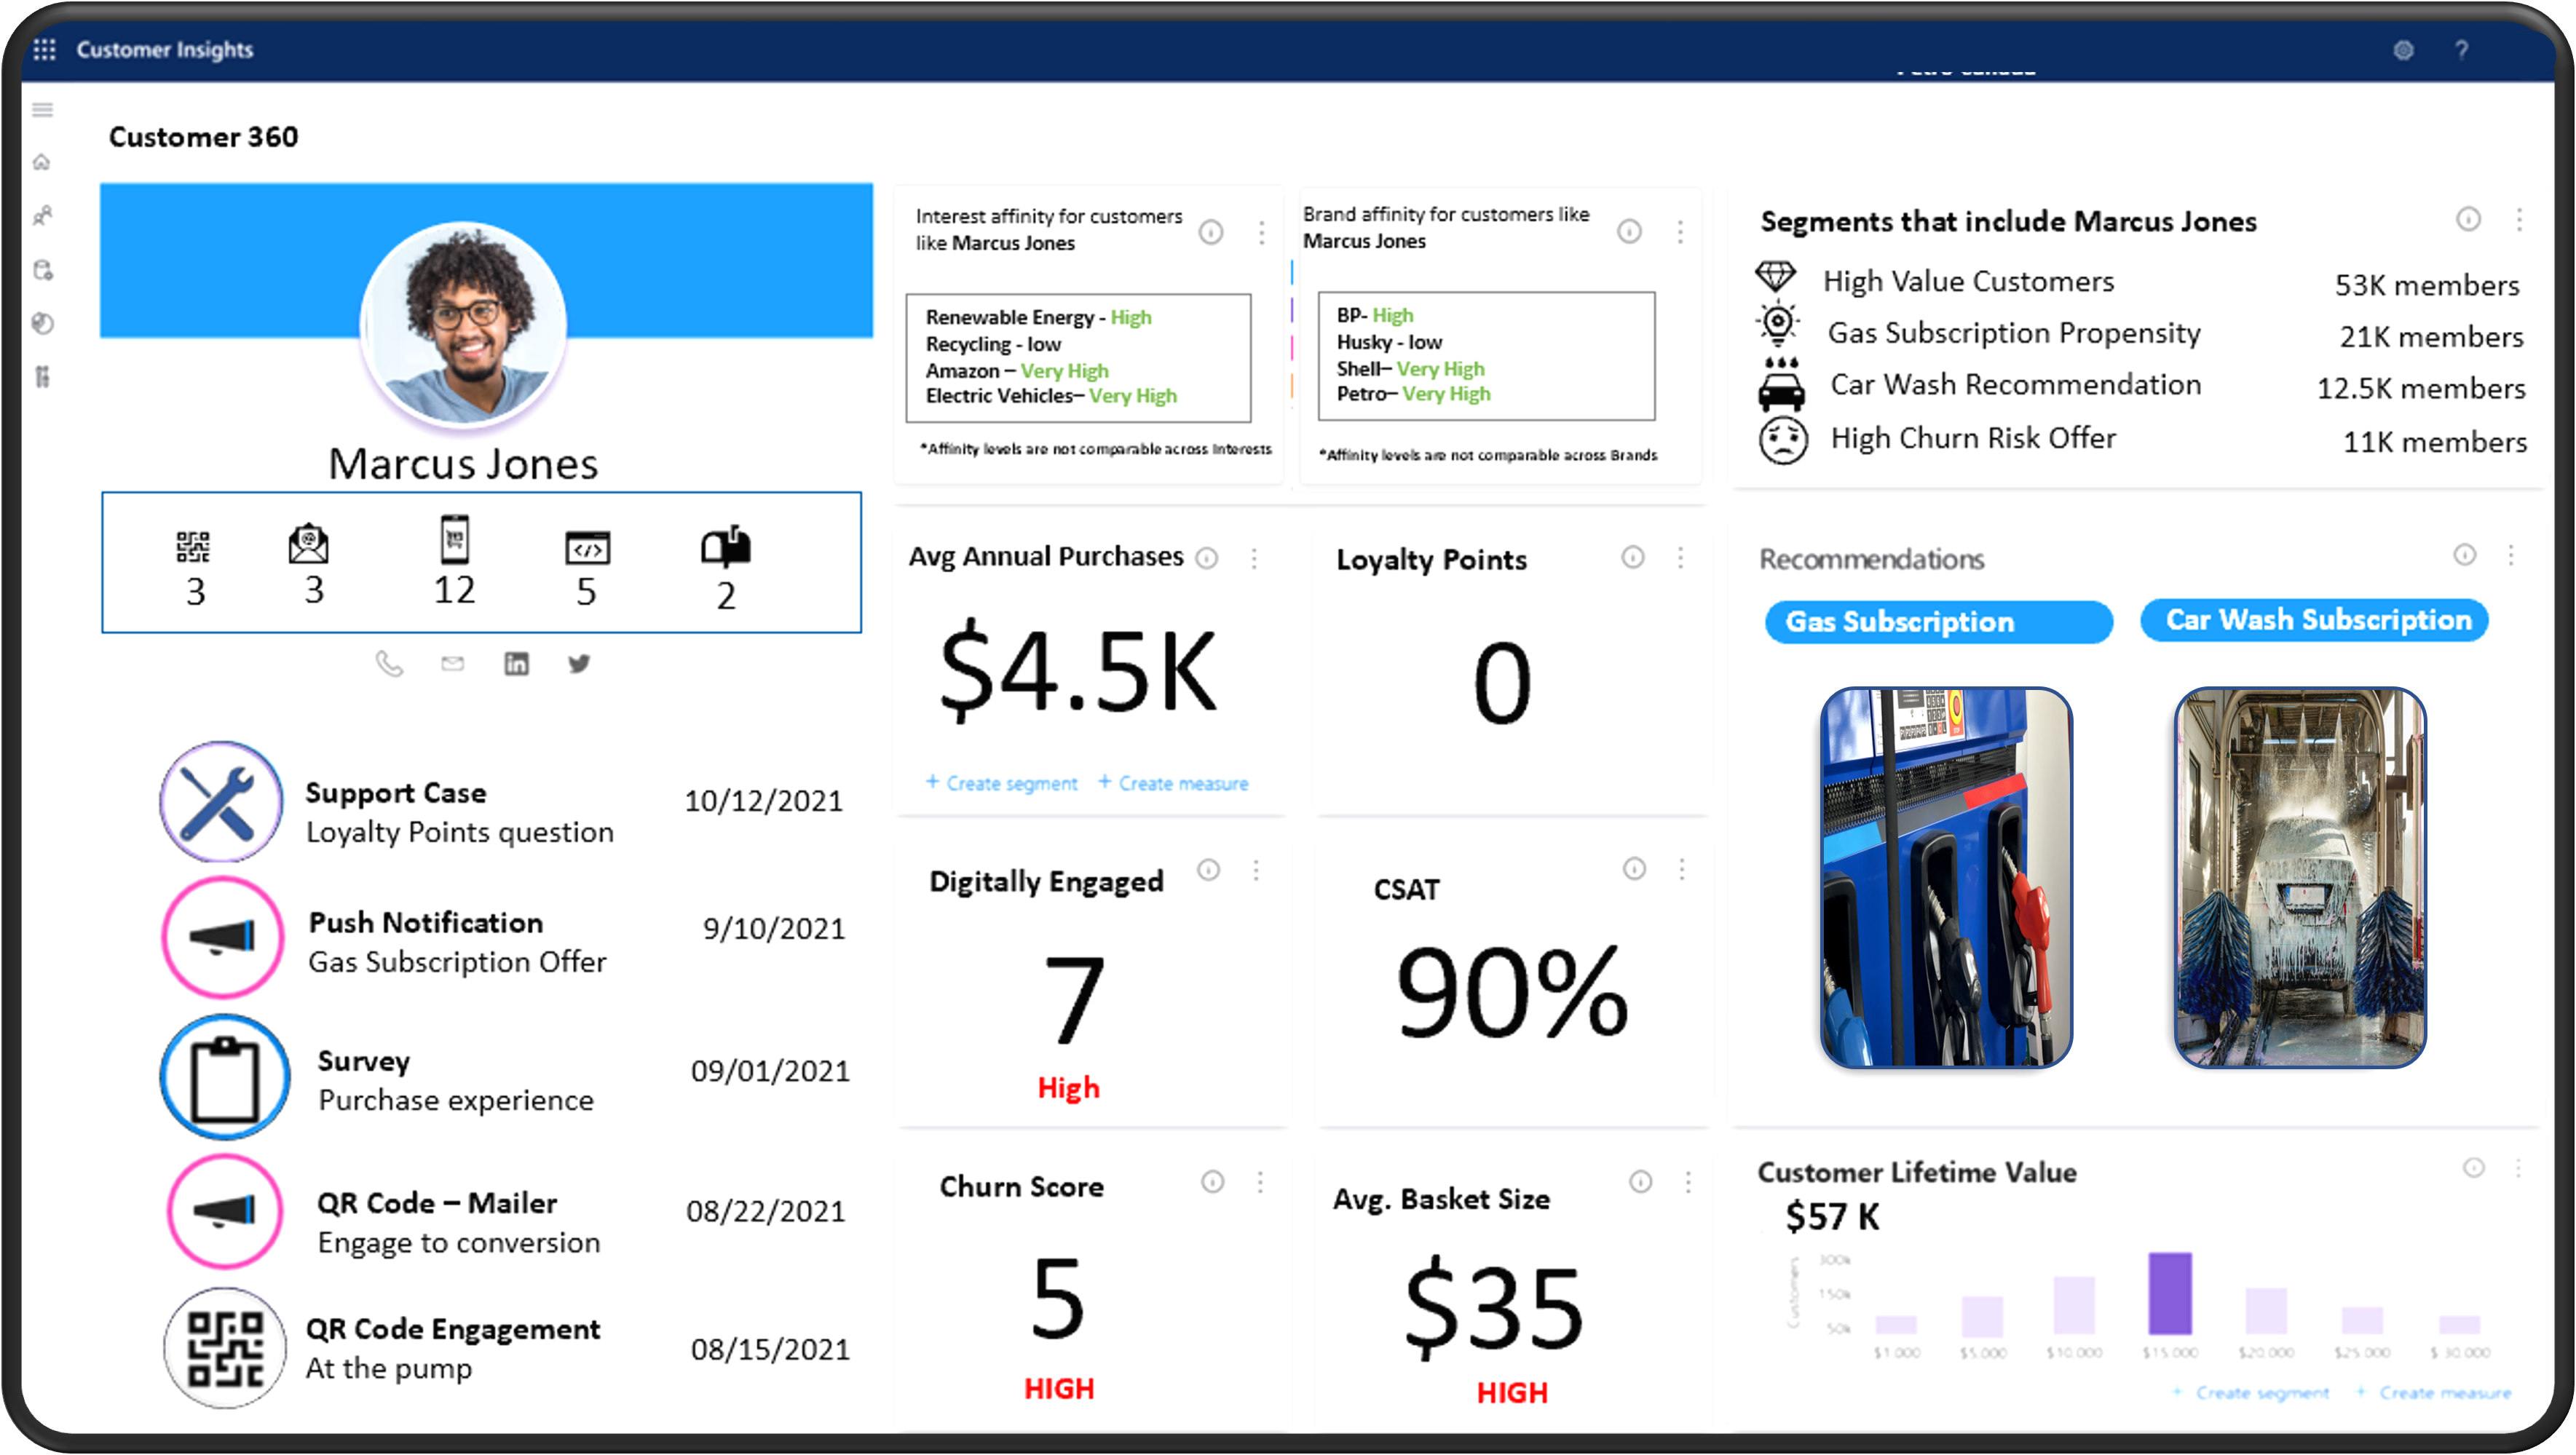 Customer Insights
?
Customer 360
Marcus Jones
3
3
12
5
2
Support Case
Loyalty Points question
10/12/2021
Push Notification
Gas Subscription Offer
9/10/2021
Survey
Purchase experience
09/01/2021
QR Code – Mailer
Engage to conversion
08/22/2021
QR Code Engagement
At the pump
08/15/2021
Interest affinity for customers
like Marcus Jones
Renewable Energy - High
Recycling - low
Amazon – Very High
Electric Vehicles– Very High
*Affinity levels are not comparable across Interests
Brand affinity for customers like
Marcus Jones
BP- High
Husky - low
Shell– Very High
Petro– Very High
*Affinity levels are not comparable across Brands
Avg Annual Purchases
$4.5K
+ Create segment + Create measure
Loyalty Points
0
Digitally Engaged
7
High
CSAT
90%
Churn Score
5
HIGH
Avg. Basket Size
$35
HIGH
Segments that include Marcus Jones
High Value Customers 53K members
Gas Subscription Propensity 21K members
Car Wash Recommendation 12.5K members
High Churn Risk Offer 11K members
Recommendations
Gas Subscription
Car Wash Subscription
Customer Lifetime Value
$57 K
Customers
300k
150k
50k
$1.000 $5.000 $10.000 $15.000 $20.000 $25.000 $ 30.000
+ Create segment + Create measure